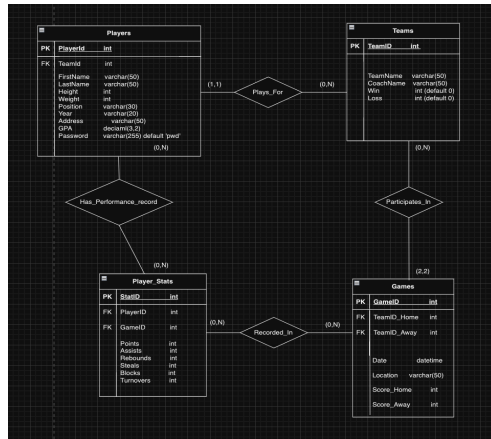 Players
PK PlayerId int
FK TeamId int
FirstName varchar(50)
LastName varchar(50)
Height int
Weight int
Position varchar(30)
Year varchar(20)
Address varchar(50)
GPA deciaml(3,2)
Password varchar(255) default 'pwd'
(1,1)
Plays_For
(0,N)
Teams
PK TeamID int
TeamName varchar(50)
CoachName varchar(50)
Win int (default 0)
Loss int (default 0)
(0,N)
Has_Performance_record
(0,N)
(0,N)
Participates_In
(2,2)
Player_Stats
PK StatID int
FK PlayerID int
FK GameID int
Points int
Assists int
Rebounds int
Steals int
Blocks int
Turnovers int
(0,N)
Recorded_In
(0,N)
Games
PK GameID int
FK TeamID_Home int
FK TeamID_Away int
Date datetime
Location varchar(50)
Score_Home int
Score_Away int